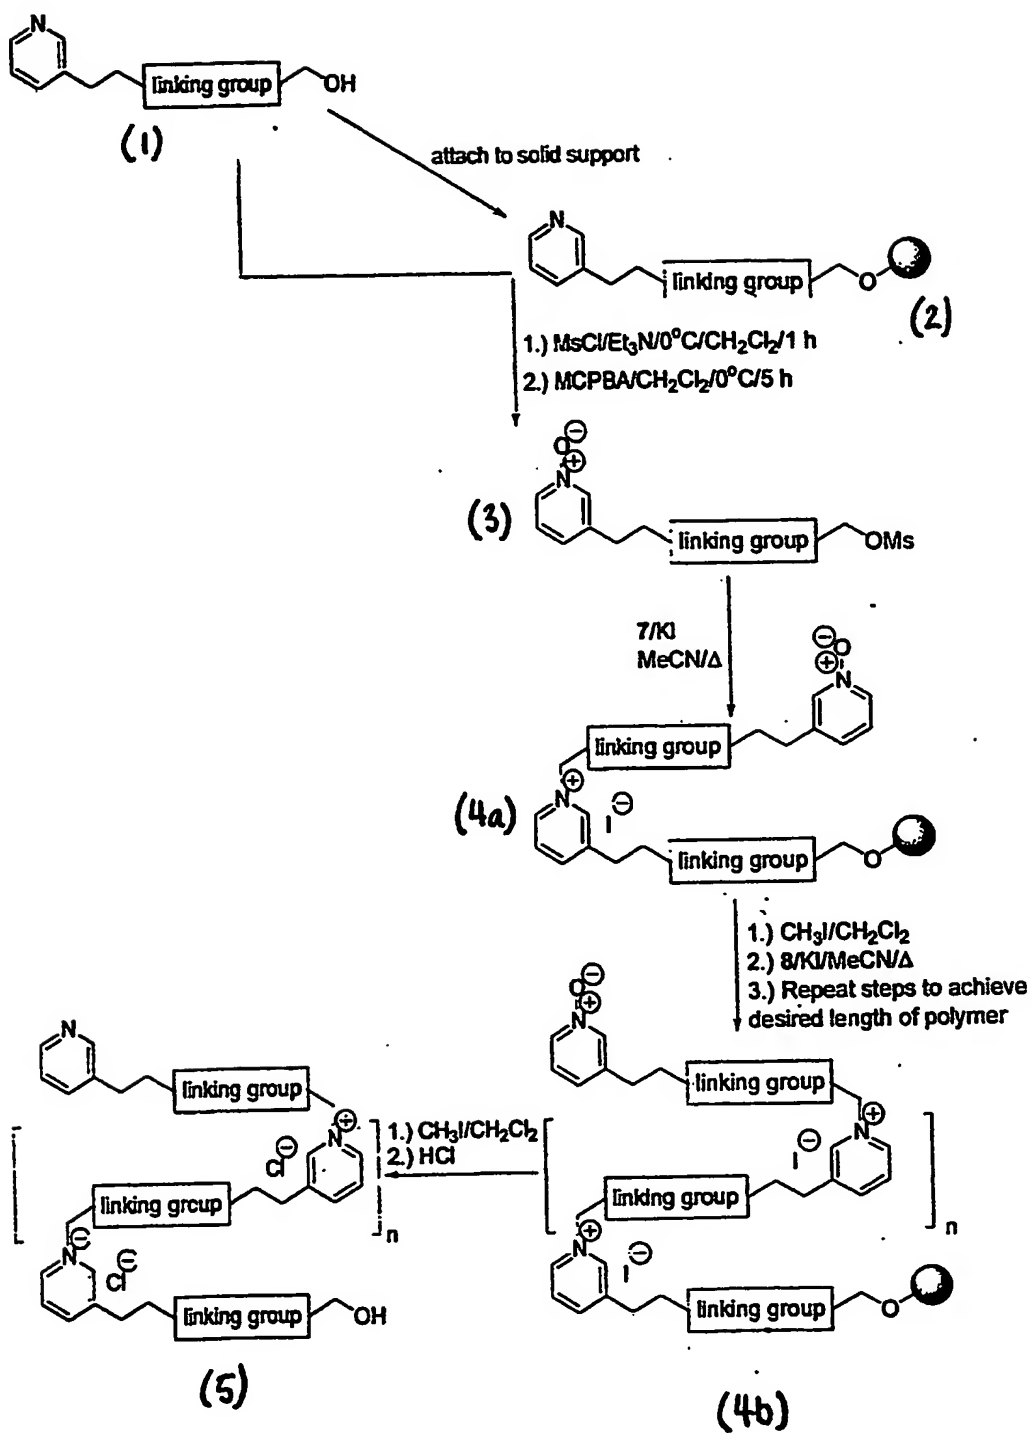 N
linking group
OH
(1)
attach to solid support
N
linking group
O
(2)
1.) MsCl/Et₃N/0°C/CH₂Cl₂/1 h
2.) MCPBA/CH₂Cl₂/0°C/5 h
⊖
O
⊕
N
(3)
linking group
OMs
7/KI
MeCN/Δ
⊖
O
⊕
N
linking group
⊕
N
I⊖
(4a)
linking group
O
1.) CH₃I/CH₂Cl₂
2.) 8/KI/MeCN/Δ
3.) Repeat steps to achieve
desired length of polymer
⊖
O
⊕
N
linking group
⊕
N
I⊖
linking group
n
⊕
N
I⊖
linking group
O
(4b)
1.) CH₃I/CH₂Cl₂
2.) HCl
N
linking group
⊕
N
Cl⊖
linking group
n
⊖
N
Cl⊖
linking group
OH
(5)